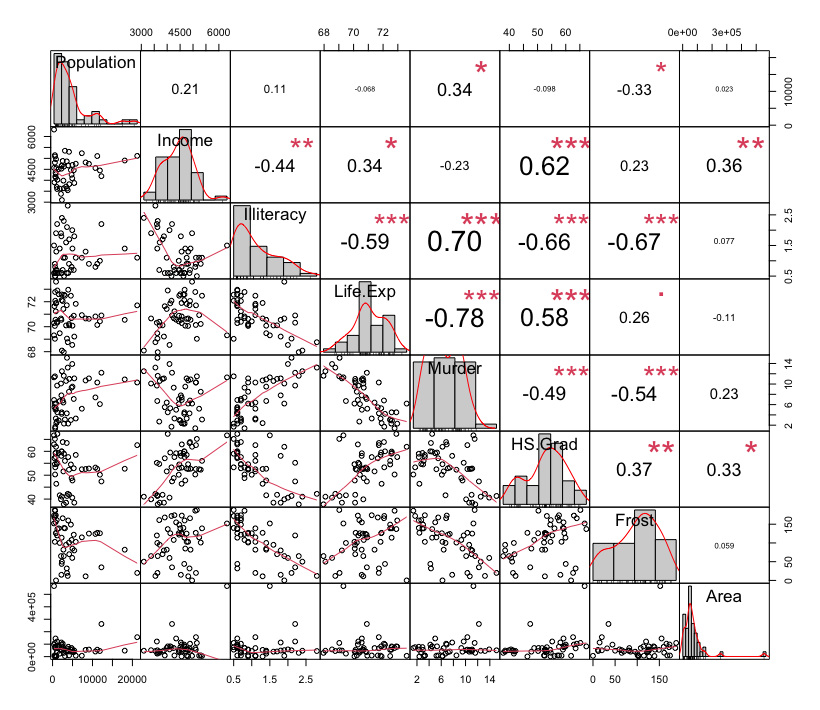 3000 4500 6000 68 70 72 40 50 60 0e+00 3e+05
Population 0.21 0.11 -0.068 0.34 * -0.098 -0.33 * 0.023 0 10000
3000 4500 6000 Income -0.44 ** 0.34 * -0.23 0.62 *** 0.23 0.36 **
Illiteracy -0.59 *** 0.70 *** -0.66 *** -0.67 *** 0.077 0.5 1.5 2.5
68 70 72 Life.Exp -0.78 *** 0.58 *** 0.26 . -0.11
Murder -0.49 *** -0.54 *** 0.23 2 6 10 14
40 50 60 HS.Grad 0.37 ** 0.33 *
Frost 0.059 0 50 150
0e+00 4e+05 Area
0 10000 20000 0.5 1.5 2.5 2 6 10 14 0 50 150